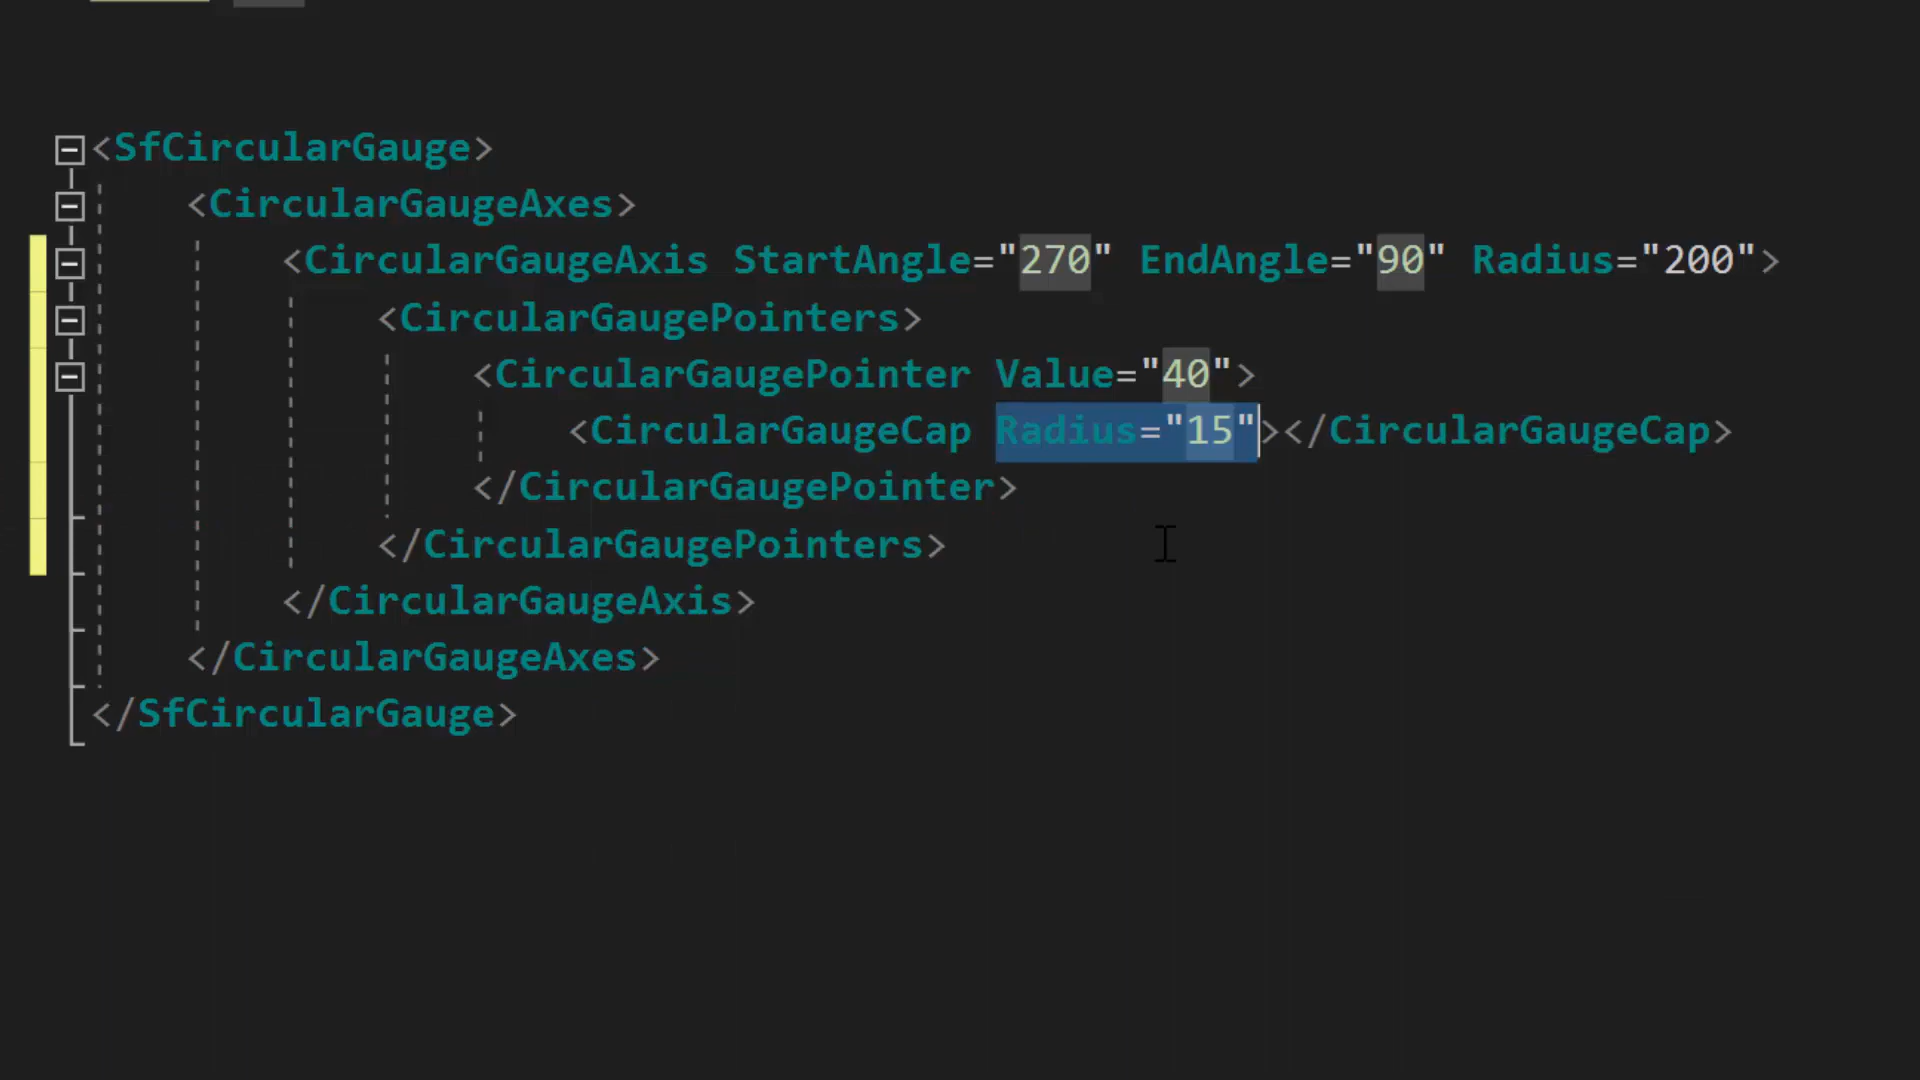 <SfCircularGauge>
<CircularGaugeAxes>
<CircularGaugeAxis StartAngle="270" EndAngle="90" Radius="200">
<CircularGaugePointers>
<CircularGaugePointer Value="40">
<CircularGaugeCap Radius="15"></CircularGaugeCap>
</CircularGaugePointer>
</CircularGaugePointers>
</CircularGaugeAxis>
</CircularGaugeAxes>
</SfCircularGauge>